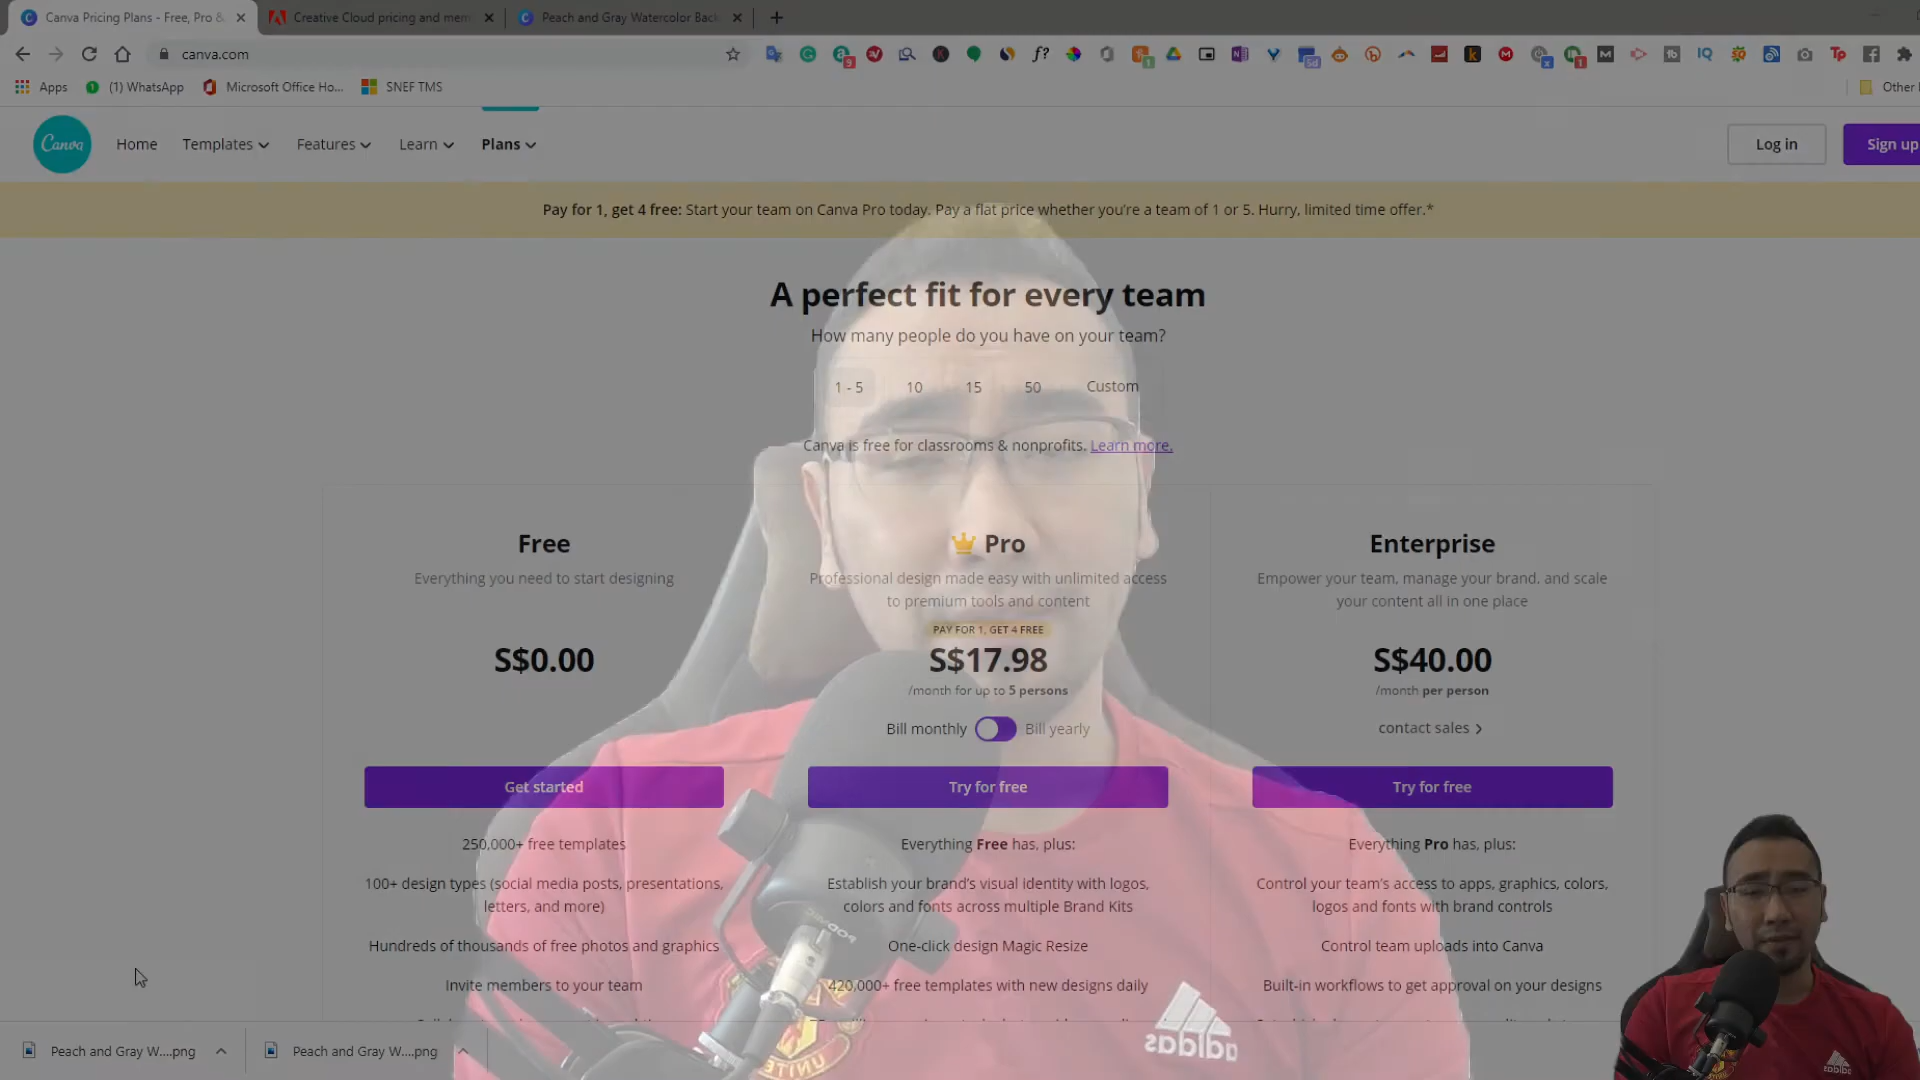 Canva Pricing Plans - Free, Pro &
Creative Cloud pricing and mem
Peach and Gray Watercolor Back
canva.com
Apps
(1) WhatsApp
Microsoft Office Ho...
SNEF TMS
Other
Canva
Home
Templates
Features
Learn
Plans
Log in
Sign up
Pay for 1, get 4 free: Start your team on Canva Pro today. Pay a flat price whether you're a team of 1 or 5. Hurry, limited time offer.*
A perfect fit for every team
How many people do you have on your team?
1 - 5
10
15
50
Custom
Canva is free for classrooms & nonprofits. Learn more.
Free
Everything you need to start designing
S$0.00
Get started
250,000+ free templates
100+ design types (social media posts, presentations,
letters, and more)
Hundreds of thousands of free photos and graphics
Invite members to your team
Pro
Professional design made easy with unlimited access
to premium tools and content
PAY FOR 1, GET 4 FREE
S$17.98
/month for up to 5 persons
Bill monthly
Bill yearly
Try for free
Everything Free has, plus:
Establish your brand's visual identity with logos,
colors and fonts across multiple Brand Kits
One-click design Magic Resize
420,000+ free templates with new designs daily
Enterprise
Empower your team, manage your brand, and scale
your content all in one place
S$40.00
/month per person
contact sales
Try for free
Everything Pro has, plus:
Control your team's access to apps, graphics, colors,
logos and fonts with brand controls
Control team uploads into Canva
Built-in workflows to get approval on your designs
Peach and Gray W....png
Peach and Gray W....png
adidas
UNITE
adidas